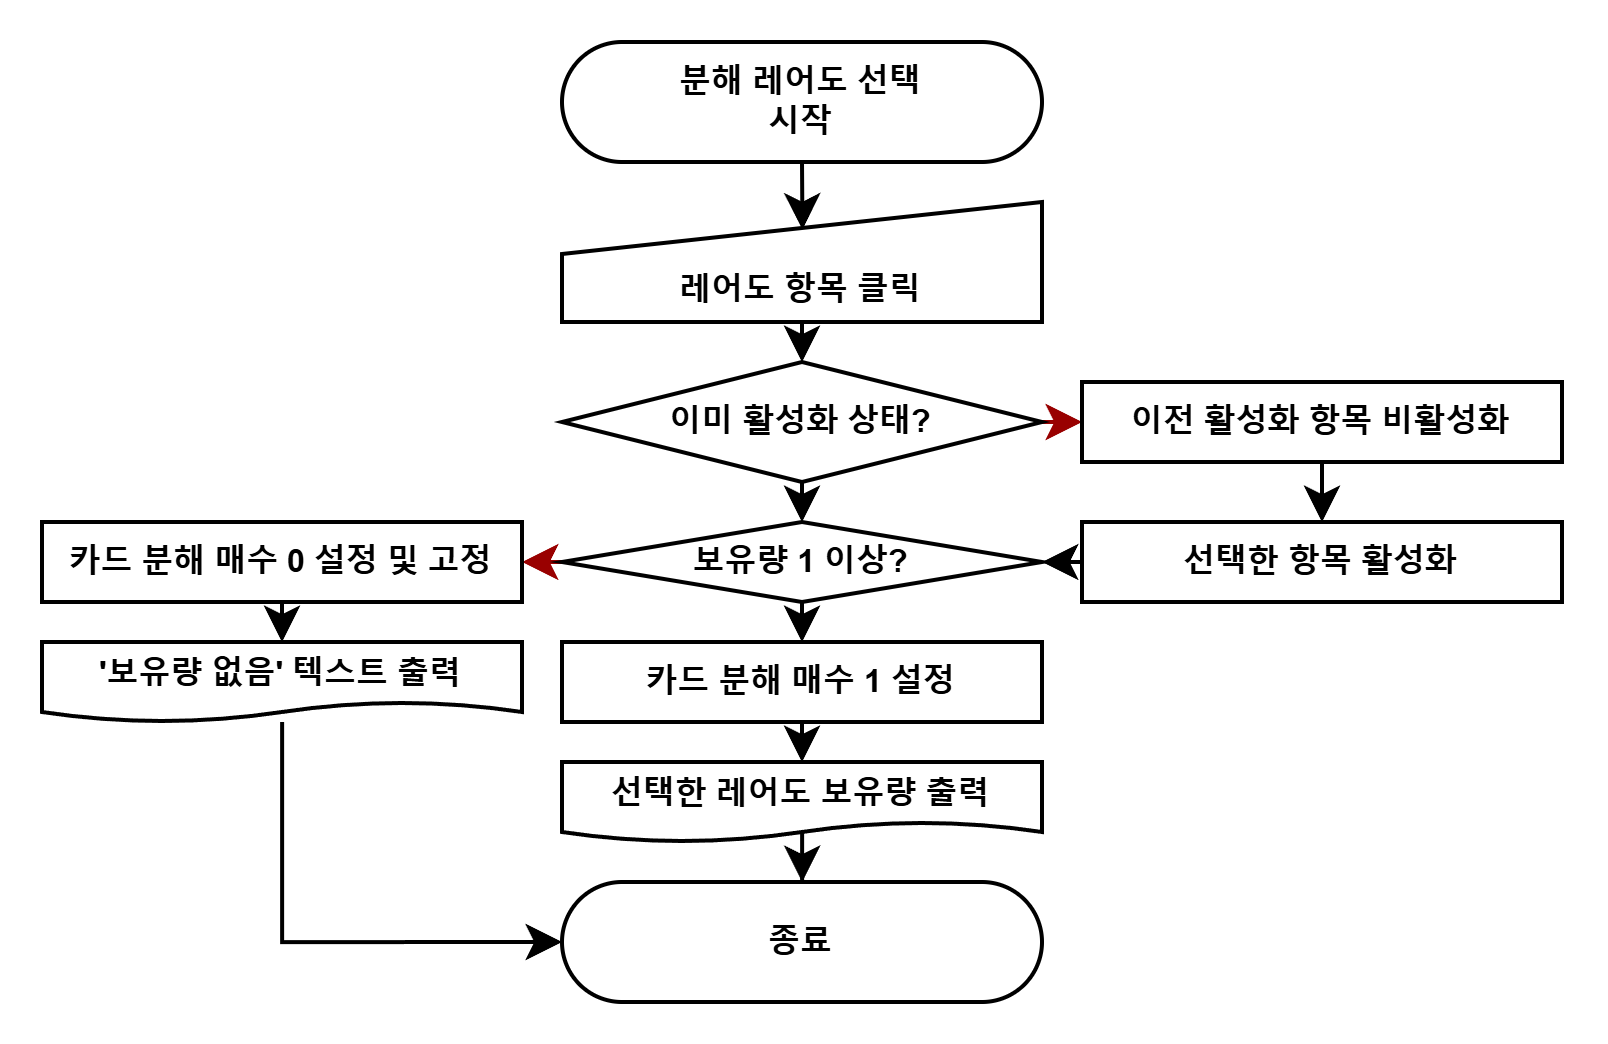 분해 레어도 선택
시작
레어도 항목 클릭
이미 활성화 상태?
이전 활성화 항목 비활성화
카드 분해 매수 0 설정 및 고정
보유량 1 이상?
선택한 항목 활성화
'보유량 없음' 텍스트 출력
카드 분해 매수 1 설정
선택한 레어도 보유량 출력
종료